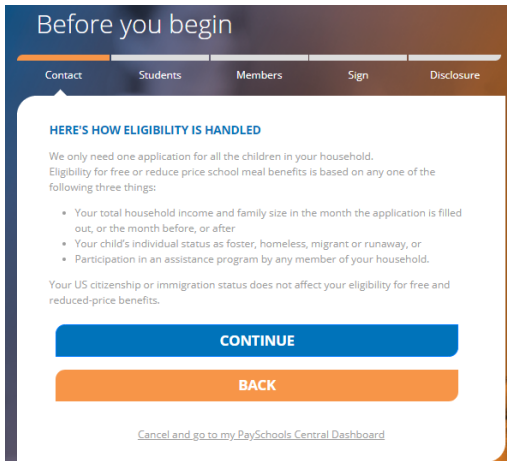 Before you begin
Contact Students Members Sign Disclosure
HERE'S HOW ELIGIBILITY IS HANDLED
We only need one application for all the children in your household.
Eligibility for free or reduce price school meal benefits is based on any one of the
following three things:
• Your total household income and family size in the month the application is filled
out, or the month before, or after
• Your child's individual status as foster, homeless, migrant or runaway, or
• Participation in an assistance program by any member of your household.
Your US citizenship or immigration status does not affect your eligibility for free and
reduced-price benefits.
CONTINUE
BACK
Cancel and go to my PaySchools Central Dashboard